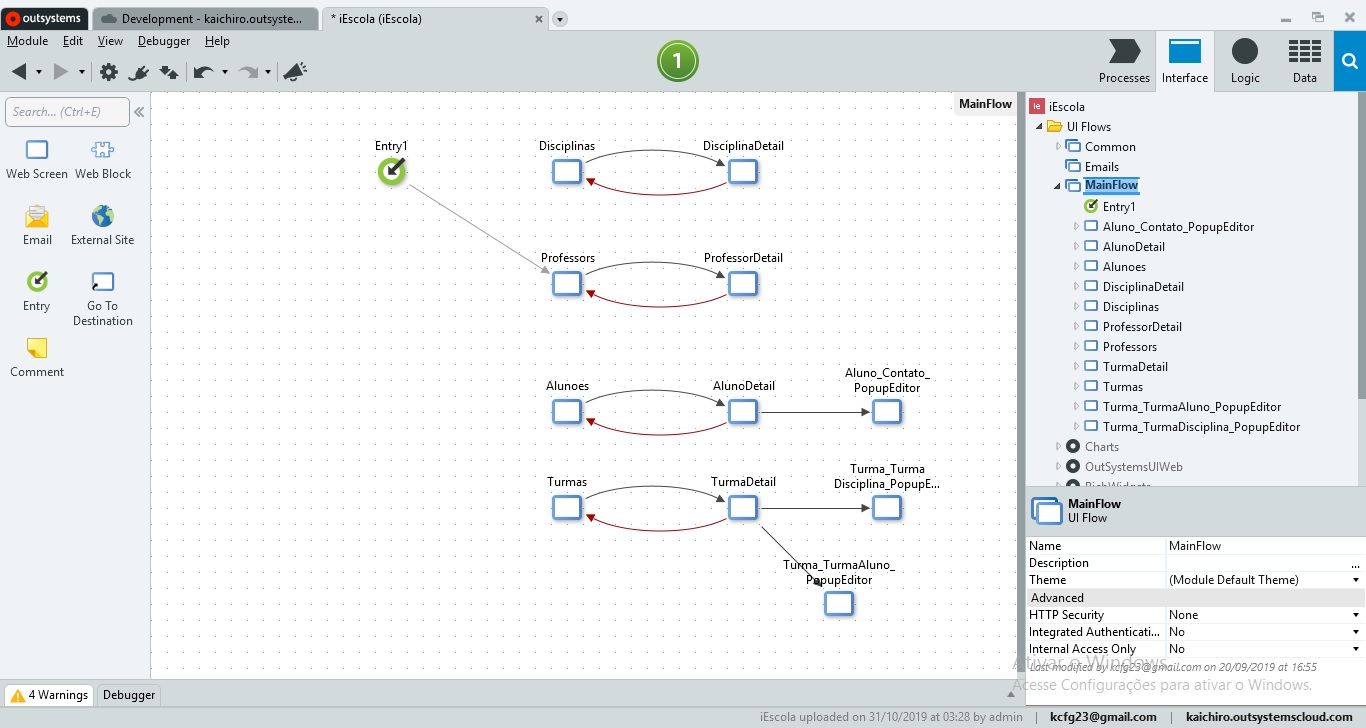 outsystems
Development - kaichiro.outsyste...
* iEscola (iEscola)
Module Edit View Debugger Help
1
Processes Interface Logic Data
Search... (Ctrl+E)
Web Screen Web Block
Email External Site
Entry Go To
Destination
Comment
MainFlow
Entry1
Disciplinas DisciplinaDetail
Professors ProfessorDetail
Alunoes AlunoDetail Aluno_Contato_
PopupEditor
Turmas TurmaDetail Turma_Turma
Disciplina_PopupE...
Turma_TurmaAluno_
PopupEditor
Ie iEscola
UI Flows
Common
Emails
MainFlow
Entry1
Aluno_Contato_PopupEditor
AlunoDetail
Alunoes
DisciplinaDetail
Disciplinas
ProfessorDetail
Professors
TurmaDetail
Turmas
Turma_TurmaAluno_PopupEditor
Turma_TurmaDisciplina_PopupEditor
Charts
OutSystemsUIWeb
RichWidgets
MainFlow
UI Flow
Name MainFlow
Description ...
Theme (Module Default Theme)
Advanced
HTTP Security None
Integrated Authenticati... No
Internal Access Only No
Ativar o Windows
Last modified by kcfg23@gmail.com on 20/09/2019 at 16:55
Acesse Configurações para ativar o Windows.
4 Warnings Debugger
iEscola uploaded on 31/10/2019 at 03:28 by admin | kcfg23@gmail.com | kaichiro.outsystemscloud.com